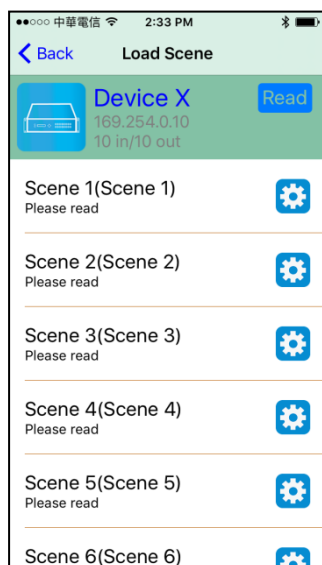 ●●○○○ 中華電信 2:33 PM
Back Load Scene
Device X Read
169.254.0.10
10 in/10 out
Scene 1(Scene 1)
Please read
Scene 2(Scene 2)
Please read
Scene 3(Scene 3)
Please read
Scene 4(Scene 4)
Please read
Scene 5(Scene 5)
Please read
Scene 6(Scene 6)